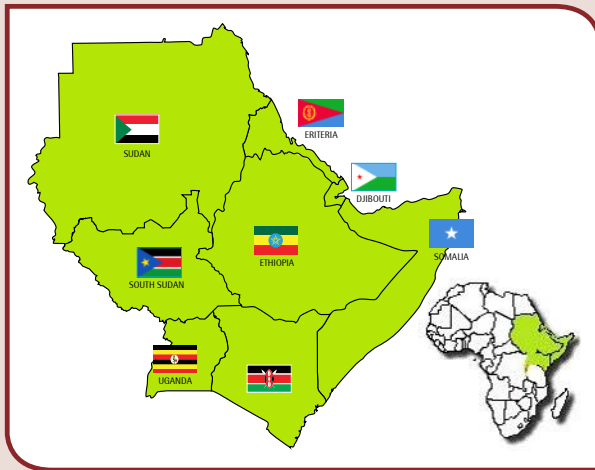 ERITERIA
SUDAN
DJIBOUTI
SOMALIA
ETHIOPIA
SOUTH SUDAN
UGANDA